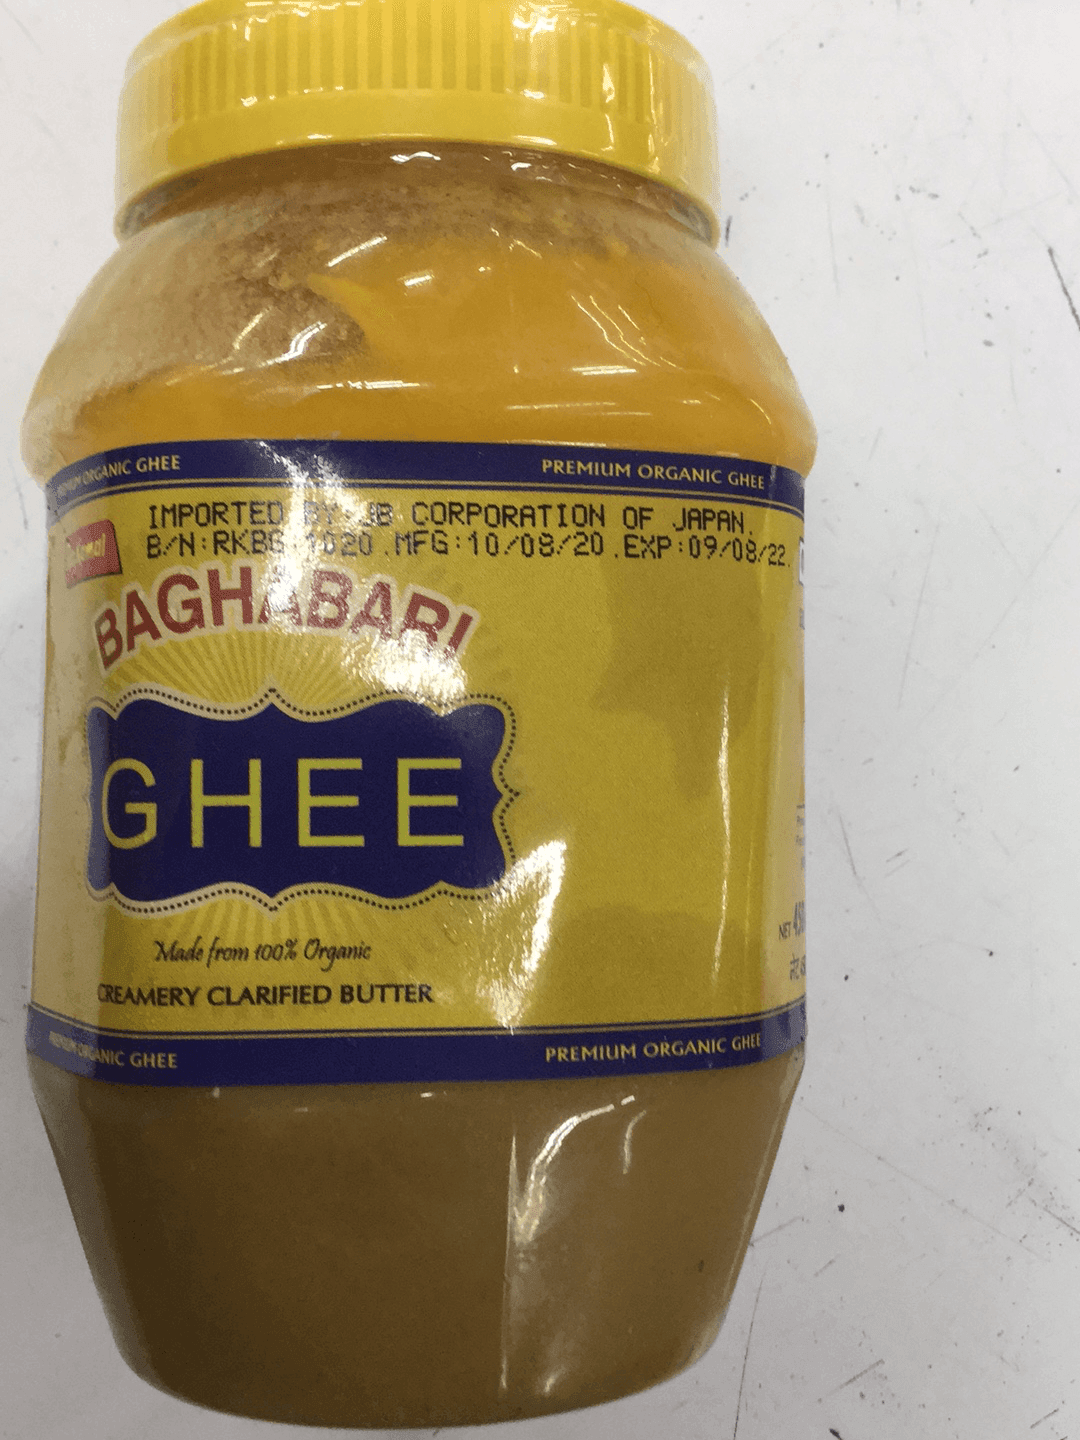 ORGANIC GHEE PREMIUM ORGANIC GHEE
IMPORTED BY JB CORPORATION OF JAPAN.
B/N:RKBG 1020 .MFG:10/08/20 .EXP:09/08/22.
BAGHABARI
GHEE
Made from 100% Organic
CREAMERY CLARIFIED BUTTER
NET
PREMIUM ORGANIC GHEE PREMIUM ORGANIC GHEE